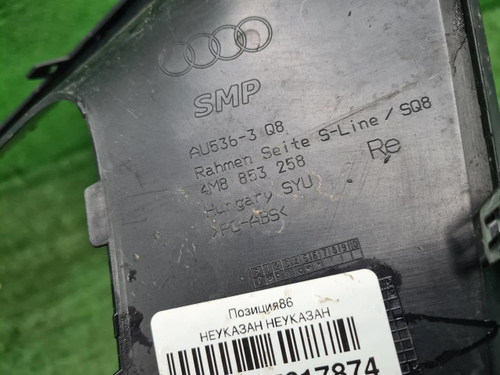 SMP
AU536-3 Q8
Rahmen Seite S-Line / SQ8
4M8 853 258
Re
Hungary SYU
>PC-ABS<
Позиция86
НЕУКАЗАН НЕУКАЗАН
17874